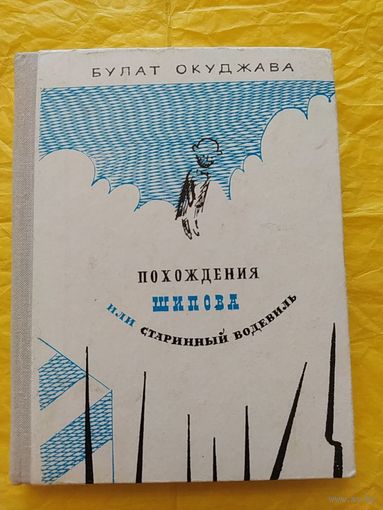 БУЛАТ ОКУДЖАВА
ПОХОЖДЕНИЯ
ШИПОВА
ИЛИ СТАРИННЫЙ ВОДЕВИЛЬ